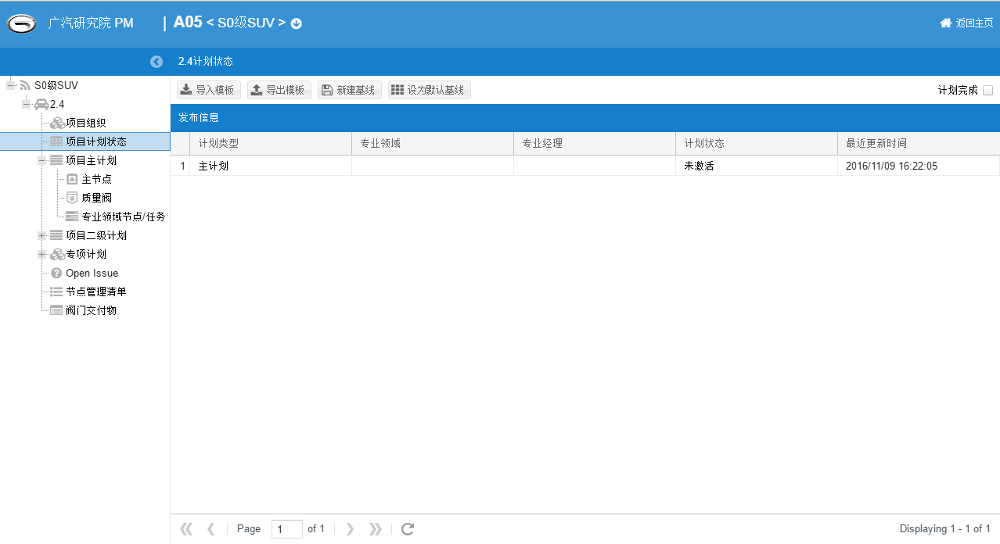 广汽研究院 PM | A05 < S0级SUV >
返回主页
2.4计划状态
S0级SUV
2.4
项目组织
项目计划状态
项目主计划
主节点
质量阀
专业领域节点/任务
项目二级计划
专项计划
Open Issue
节点管理清单
阀门交付物
导入模板 导出模板 新建基线 设为默认基线 计划完成
发布信息
计划类型 专业领域 专业经理 计划状态 最近更新时间
1 主计划 未激活 2016/11/09 16:22:05
Page 1 of 1 Displaying 1 - 1 of 1